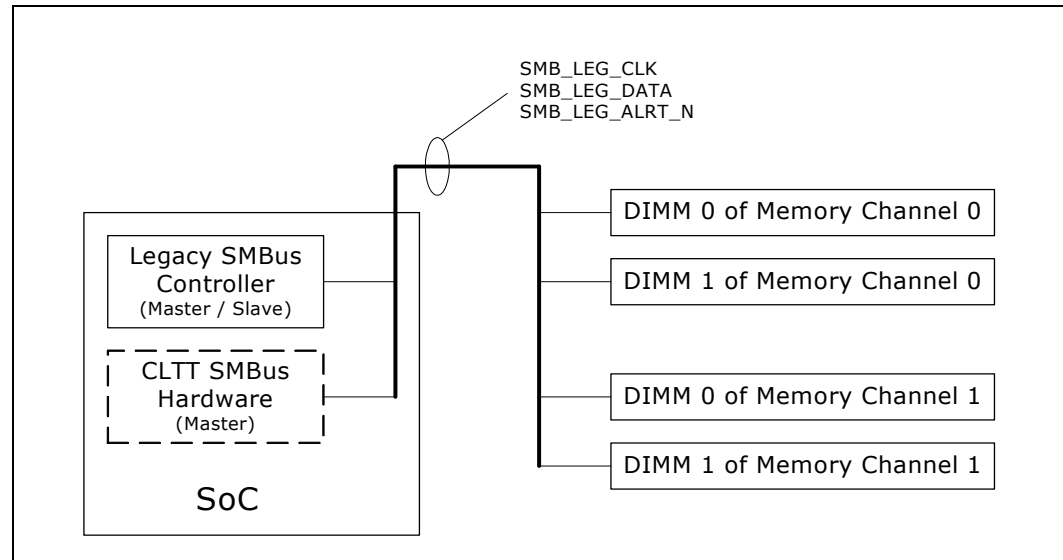 SMB_LEG_CLK
SMB_LEG_DATA
SMB_LEG_ALRT_N
DIMM 0 of Memory Channel 0
Legacy SMBus
Controller
(Master / Slave)
DIMM 1 of Memory Channel 0
CLTT SMBus
Hardware
(Master)
DIMM 0 of Memory Channel 1
DIMM 1 of Memory Channel 1
SoC